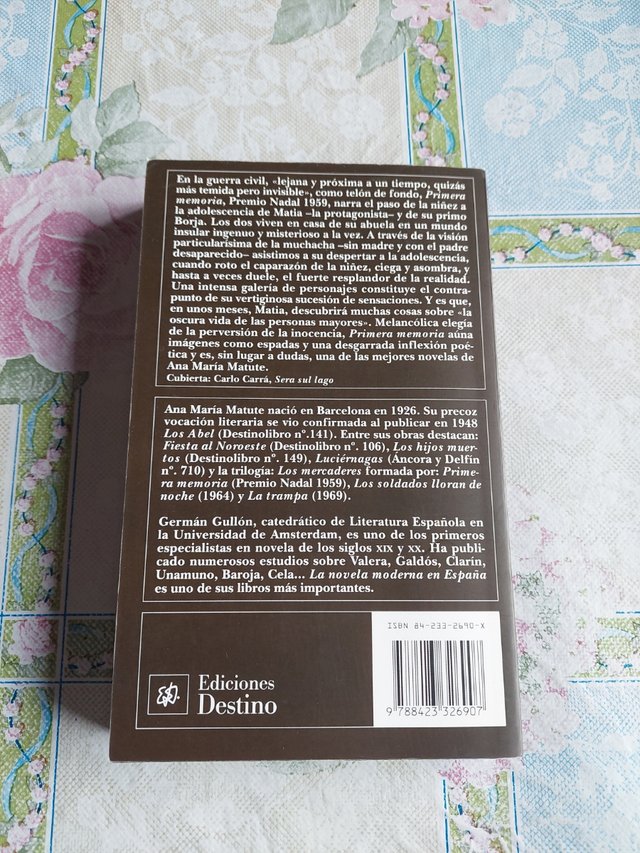 En la guerra civil, «lejana y próxima a un tiempo, quizás
más temida pero invisible», como telón de fondo, Primera
memoria, Premio Nadal 1959, narra el paso de la niñez a
la adolescencia de Matia –la protagonista– y de su primo
Borja. Los dos viven en casa de su abuela en un mundo
insular ingenuo y misterioso a la vez. A través de la visión
particularísima de la muchacha –sin madre y con el padre
desaparecido– asistimos a su despertar a la adolescencia,
cuando roto el caparazón de la niñez, ciega y asombra, y
hasta a veces duele, el fuerte resplandor de la realidad.
Una intensa galería de personajes constituye el contra-
punto de su vertiginosa sucesión de sensaciones. Y es que,
en unos meses, Matia, descubrirá muchas cosas sobre «la
oscura vida de las personas mayores». Melancólica elegía
de la perversión de la inocencia, Primera memoria aúna
imágenes como espadas y una desgarrada inflexión poé-
tica y es, sin lugar a dudas, una de las mejores novelas de
Ana María Matute.
Cubierta: Carlo Carrá, Sera sul lago
Ana María Matute nació en Barcelona en 1926. Su precoz
vocación literaria se vio confirmada al publicar en 1948
Los Abel (Destinolibro nº.141). Entre sus obras destacan:
Fiesta al Noroeste (Destinolibro nº. 106), Los hijos muer-
tos (Destinolibro nº. 149), Luciérnagas (Áncora y Delfín
nº. 710) y la trilogía: Los mercaderes formada por: Prime-
ra memoria (Premio Nadal 1959), Los soldados lloran de
noche (1964) y La trampa (1969).
Germán Gullón, catedrático de Literatura Española en
la Universidad de Amsterdam, es uno de los primeros
especialistas en novela de los siglos XIX y XX. Ha publi-
cado numerosos estudios sobre Valera, Galdós, Clarín,
Unamuno, Baroja, Cela... La novela moderna en España
es uno de sus libros más importantes.
ISBN 84-233-2690-X
Ediciones
Destino
9 788423 326907